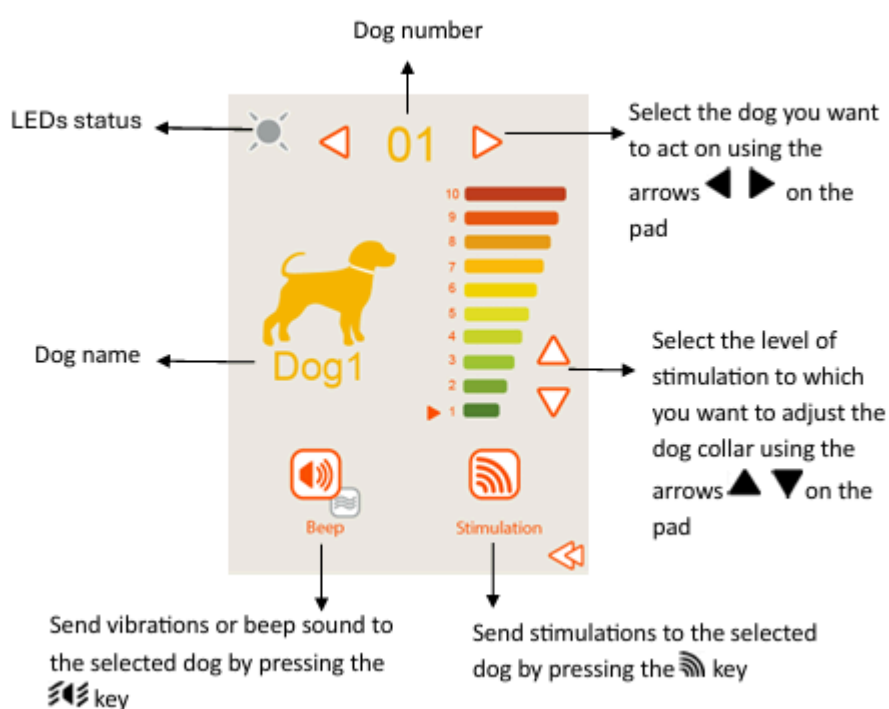 Dog number
LEDs status
01
Select the dog you want
to act on using the
arrows ◀ ▶ on the
pad
10
9
8
7
6
5
4
3
2
1
Dog name
Dog1
Select the level of
stimulation to which
you want to adjust the
dog collar using the
arrows ▲ ▼ on the
pad
Beep
Stimulation
Send vibrations or beep sound to
the selected dog by pressing the
key
Send stimulations to the selected
dog by pressing the key